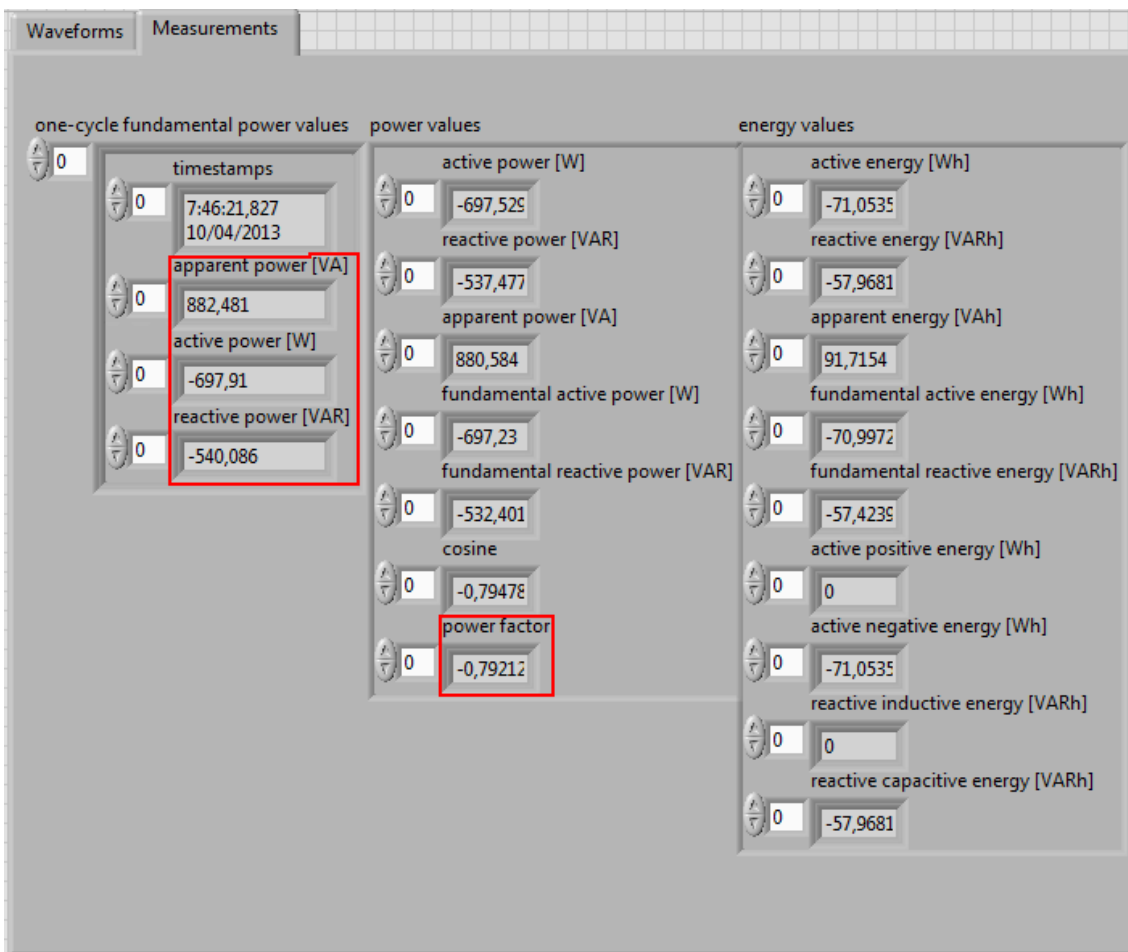 Waveforms
Measurements
one-cycle fundamental power values
0
timestamps
0
7:46:21,827
10/04/2013
apparent power [VA]
0
882,481
active power [W]
0
-697,91
reactive power [VAR]
0
-540,086
power values
active power [W]
0
-697,529
reactive power [VAR]
0
-537,477
apparent power [VA]
0
880,584
fundamental active power [W]
0
-697,23
fundamental reactive power [VAR]
0
-532,401
cosine
0
-0,79478
power factor
0
-0,79212
energy values
active energy [Wh]
0
-71,0535
reactive energy [VARh]
0
-57,9681
apparent energy [VAh]
0
91,7154
fundamental active energy [Wh]
0
-70,9972
fundamental reactive energy [VARh]
0
-57,4239
active positive energy [Wh]
0
0
active negative energy [Wh]
0
-71,0535
reactive inductive energy [VARh]
0
0
reactive capacitive energy [VARh]
0
-57,9681